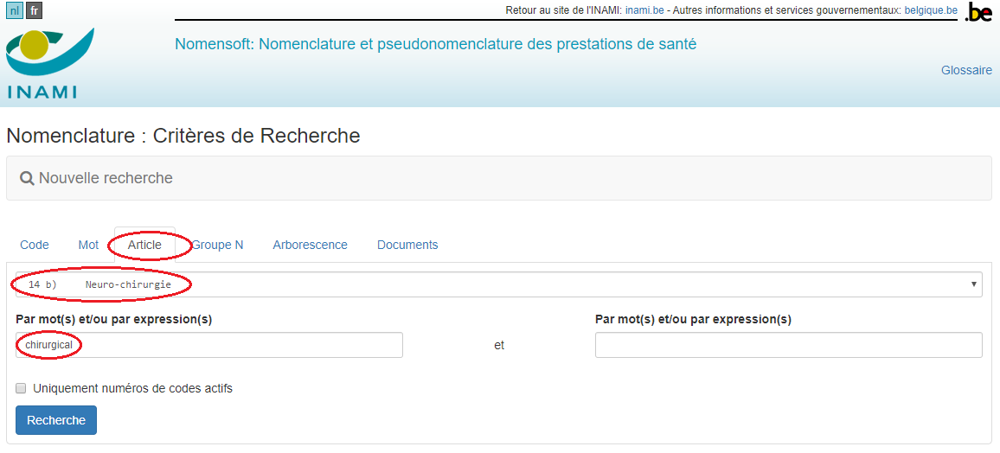 nl fr
Retour au site de l'INAMI: inami.be - Autres informations et services gouvernementaux: belgique.be
.be
Nomensoft: Nomenclature et pseudonomenclature des prestations de santé
Glossaire
INAMI
Nomenclature : Critères de Recherche
Nouvelle recherche
Code Mot Article Groupe N Arborescence Documents
14 b) Neuro-chirurgie
Par mot(s) et/ou par expression(s) Par mot(s) et/ou par expression(s)
chirurgical et
Uniquement numéros de codes actifs
Recherche